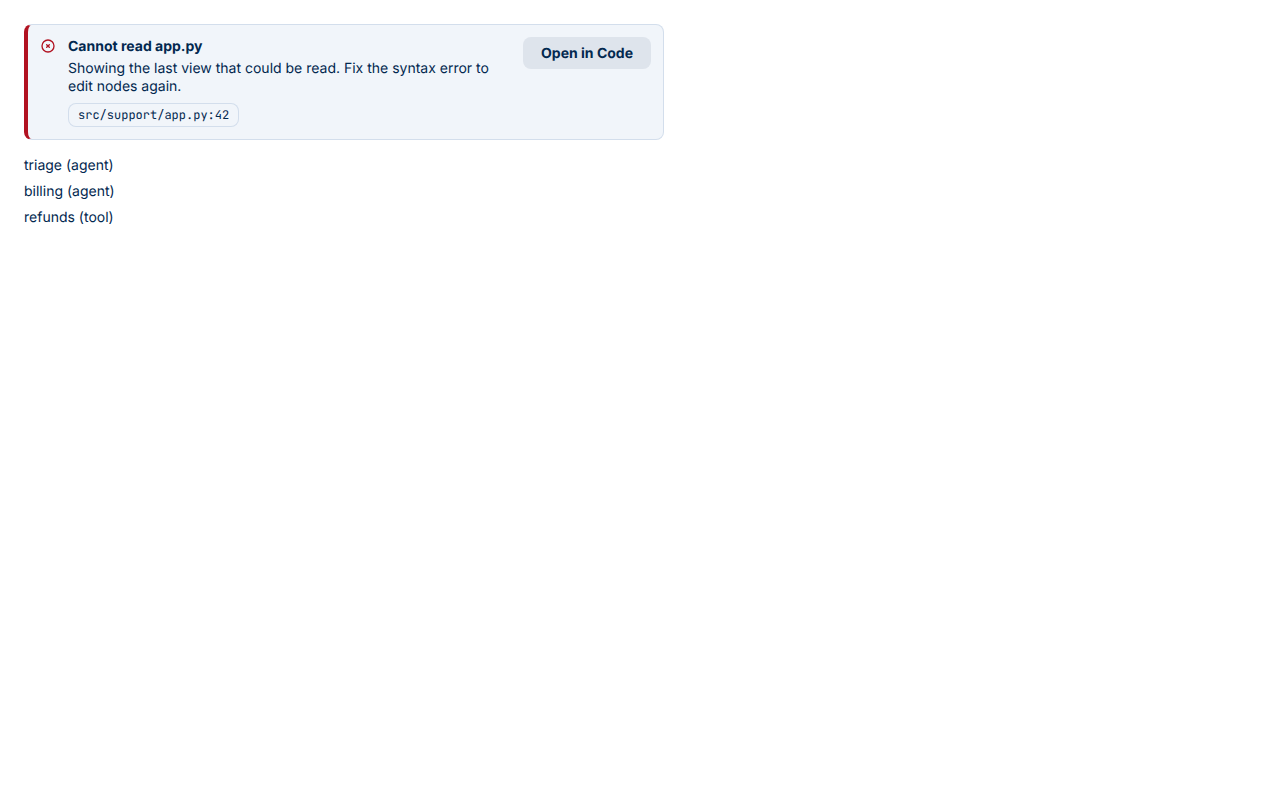 Cannot read app.py
Open in Code
Showing the last view that could be read. Fix the syntax error to
edit nodes again.
src/support/app.py:42
triage (agent)
billing (agent)
refunds (tool)